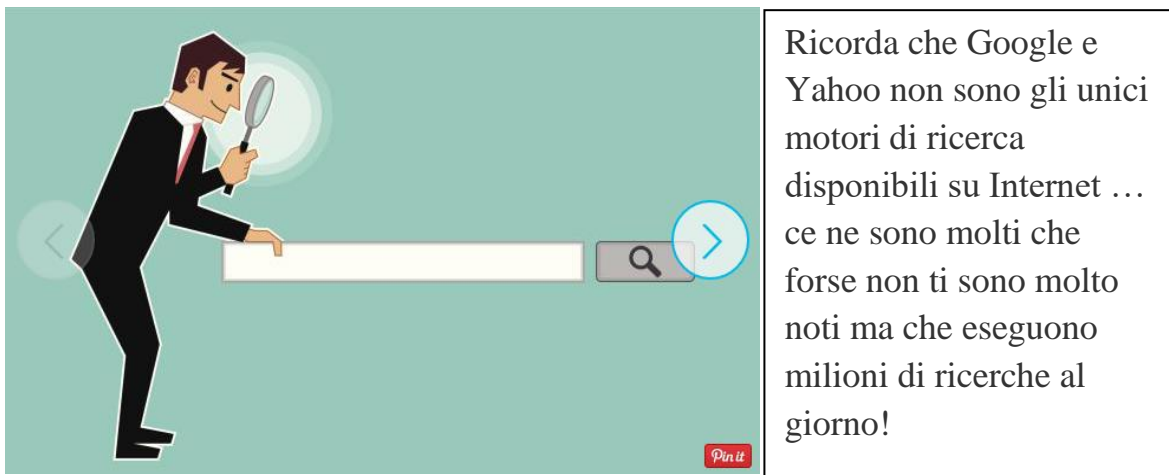 Ricorda che Google e
Yahoo non sono gli unici
motori di ricerca
disponibili su Internet …
ce ne sono molti che
forse non ti sono molto
noti ma che eseguono
milioni di ricerche al
giorno!
Pin it